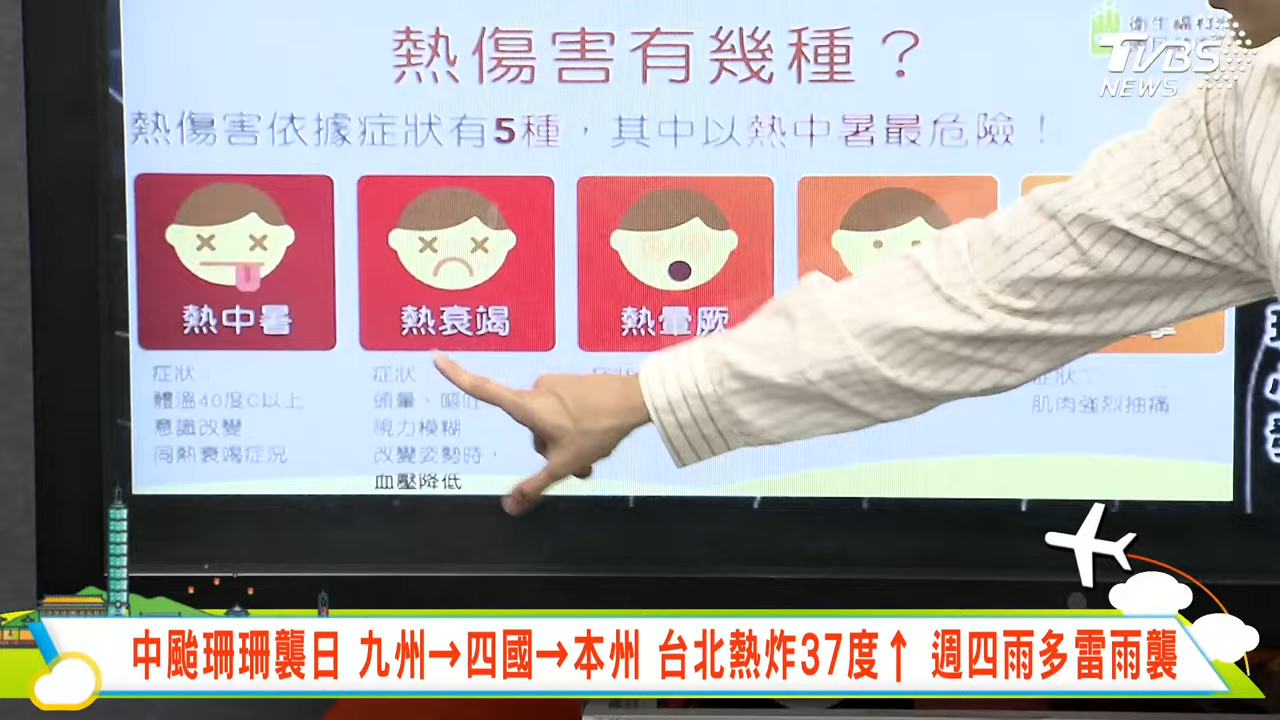 熱傷害有幾種？
TVBS
NEWS
熱傷害依據症狀有5種，其中以熱中暑最危險！
熱中暑
熱衰竭
熱暈厥
症狀：
體溫40度C以上
意識改變
同熱衰竭症況
症狀：
頭暈、嘔吐
視力模糊
改變姿勢時，
血壓降低
症狀：
肌肉強烈抽痛
中颱珊珊襲日 九州→四國→本州 台北熱炸37度↑ 週四雨多雷雨襲